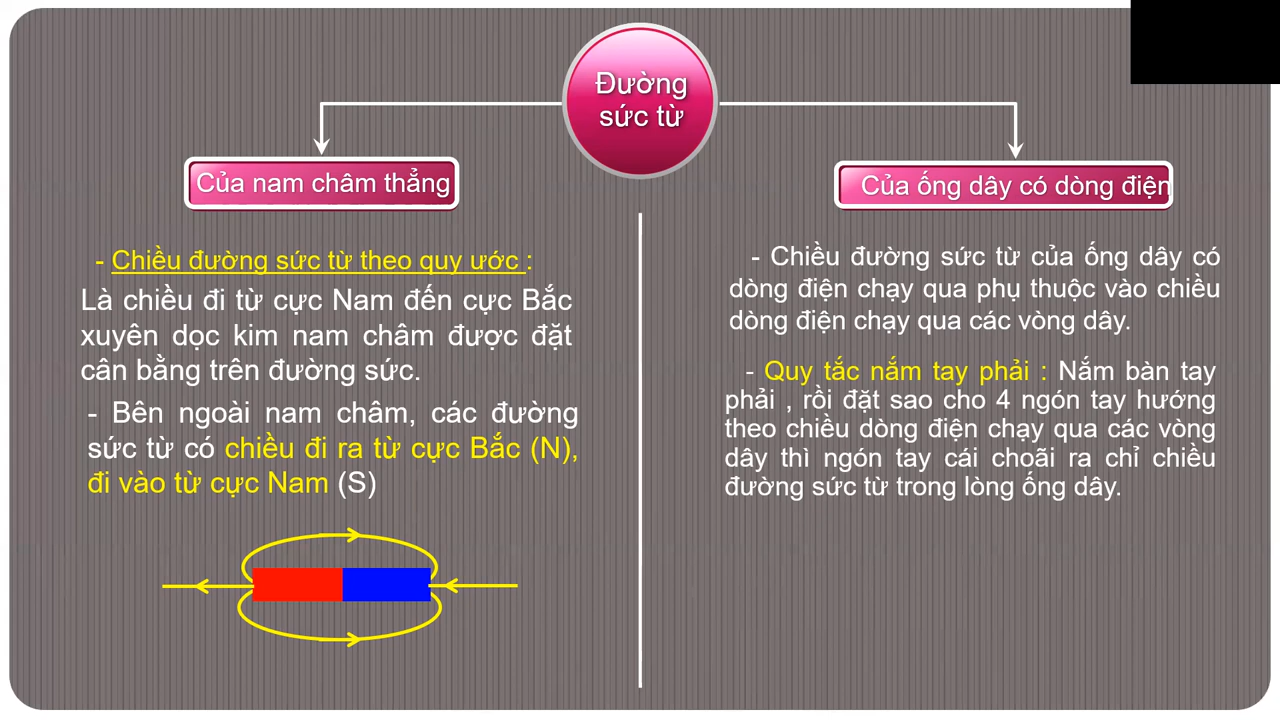 Đường
sức từ
Của nam châm thẳng
Của ống dây có dòng điện
- Chiều đường sức từ theo quy ước :
Là chiều đi từ cực Nam đến cực Bắc
xuyên dọc kim nam châm được đặt
cân bằng trên đường sức.
- Bên ngoài nam châm, các đường
sức từ có chiều đi ra từ cực Bắc (N),
đi vào từ cực Nam (S)
- Chiều đường sức từ của ống dây có
dòng điện chạy qua phụ thuộc vào chiều
dòng điện chạy qua các vòng dây.
- Quy tắc nắm tay phải : Nắm bàn tay
phải , rồi đặt sao cho 4 ngón tay hướng
theo chiều dòng điện chạy qua các vòng
dây thì ngón tay cái choãi ra chỉ chiều
đường sức từ trong lòng ống dây.